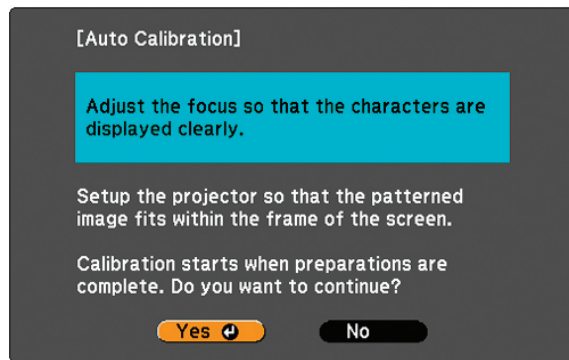 [Auto Calibration]
Adjust the focus so that the characters are
displayed clearly.
Setup the projector so that the patterned
image fits within the frame of the screen.
Calibration starts when preparations are
complete. Do you want to continue?
Yes No